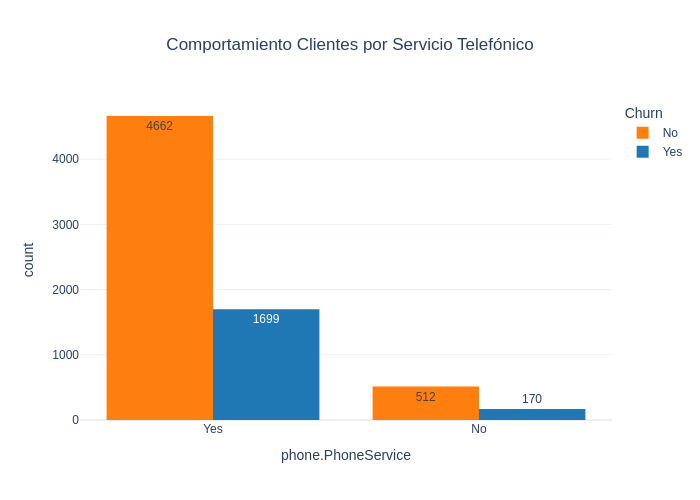 Comportamiento Clientes por Servicio Telefónico
Churn
No
Yes
count
4000
3000
2000
1000
0
4662
1699
512
170
Yes
No
phone.PhoneService